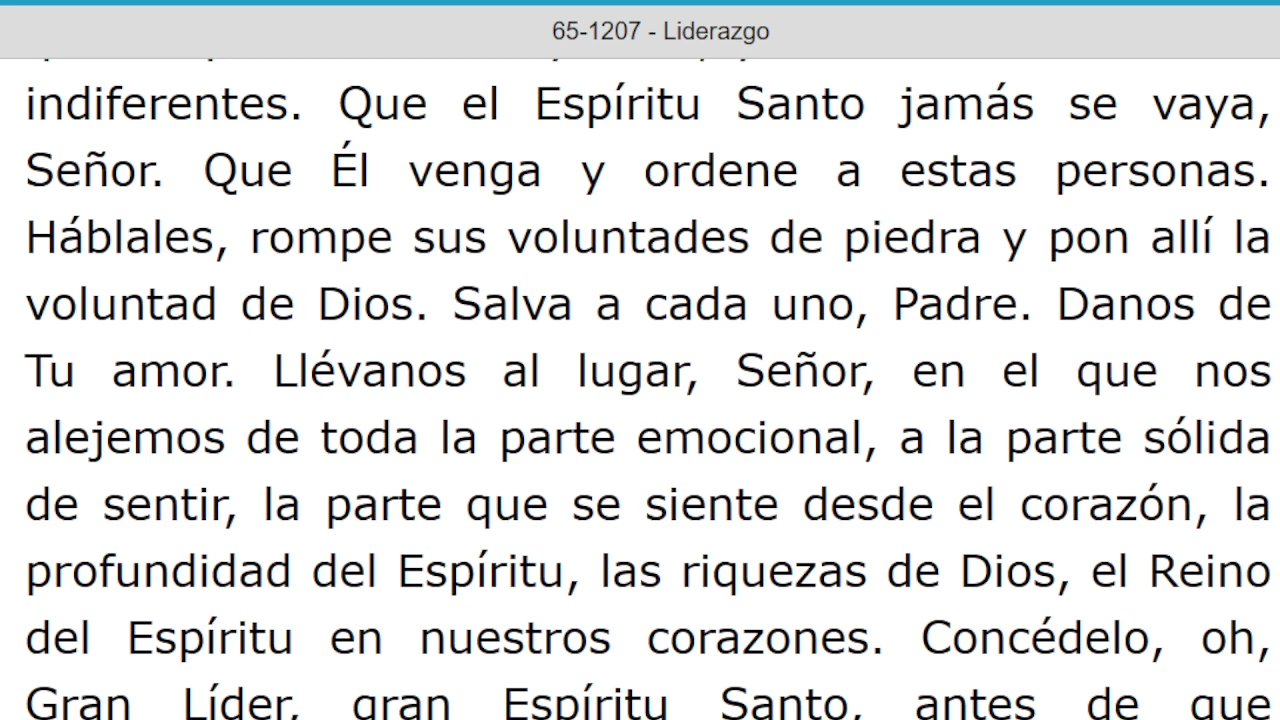 65-1207 - Liderazgo
indiferentes. Que el Espíritu Santo jamás se vaya,
Señor. Que Él venga y ordene a estas personas.
Háblales, rompe sus voluntades de piedra y pon allí la
voluntad de Dios. Salva a cada uno, Padre. Danos de
Tu amor. Llévanos al lugar, Señor, en el que nos
alejemos de toda la parte emocional, a la parte sólida
de sentir, la parte que se siente desde el corazón, la
profundidad del Espíritu, las riquezas de Dios, el Reino
del Espíritu en nuestros corazones. Concédelo, oh,
Gran Líder, gran Espíritu Santo, antes de que